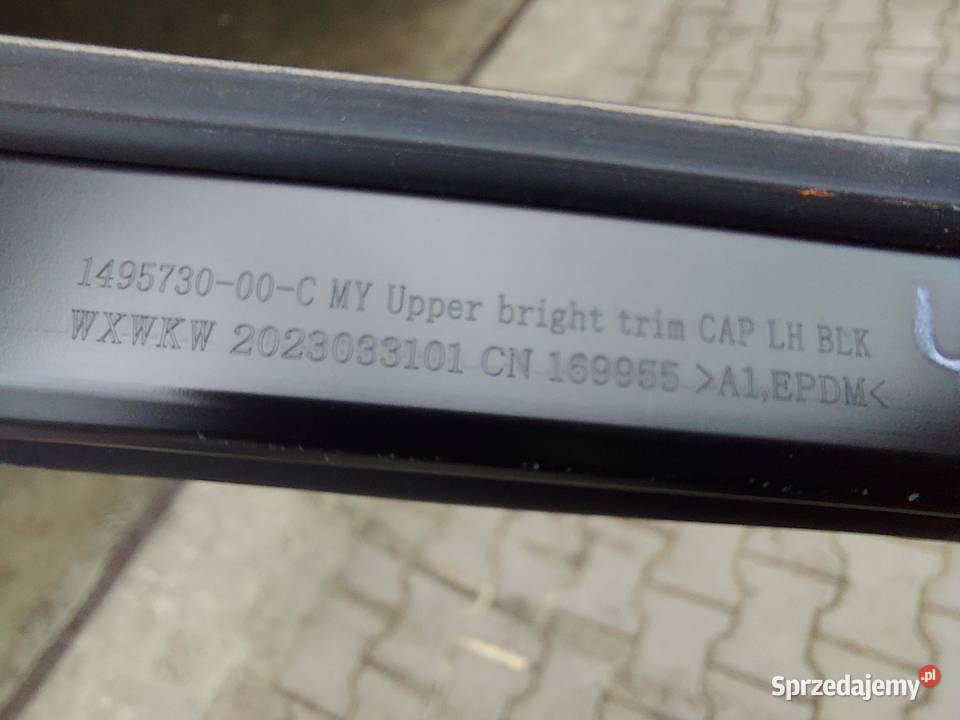 1495730-00-C MY Upper bright trim CAP LH BLK
WXWKW 2023033101 CN 169955 >A1,EPDM<
Sprzedajemy.pl